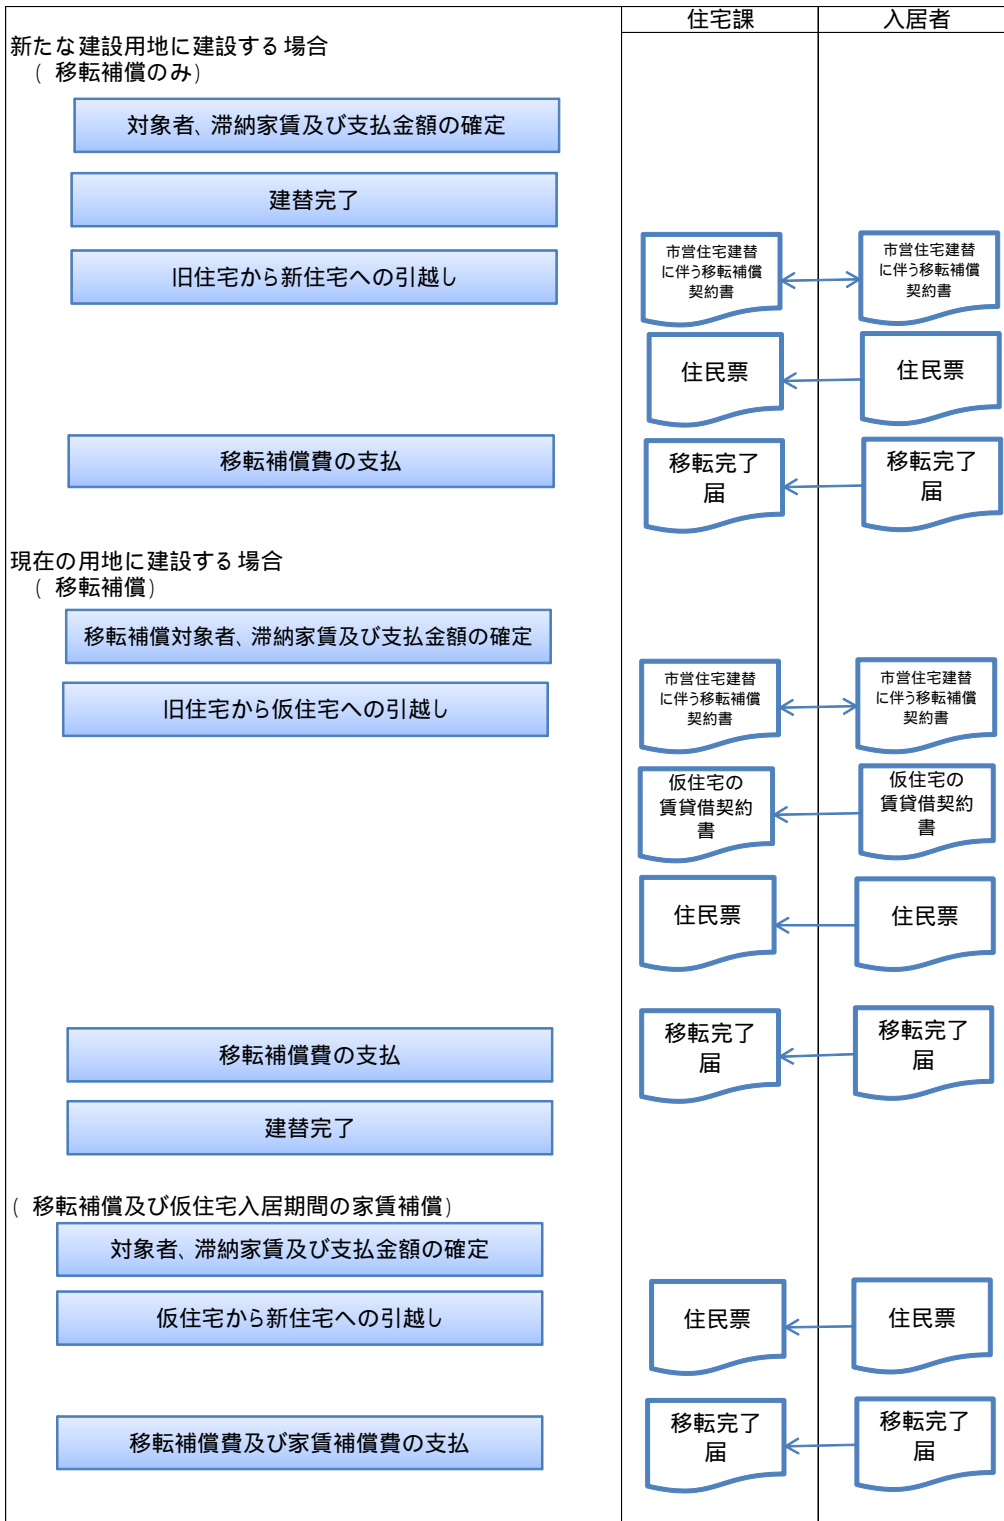 住宅課
入居者
新たな建設用地に建設する場合
(移転補償のみ)
対象者、滞納家賃及び支払金額の確定
建替完了
旧住宅から新住宅への引越し
市営住宅建替
に伴う移転補償
契約書
市営住宅建替
に伴う移転補償
契約書
住民票
住民票
移転補償費の支払
移転完了
届
移転完了
届
現在の用地に建設する場合
(移転補償)
移転補償対象者、滞納家賃及び支払金額の確定
旧住宅から仮住宅への引越し
市営住宅建替
に伴う移転補償
契約書
市営住宅建替
に伴う移転補償
契約書
仮住宅の
賃貸借契約
書
仮住宅の
賃貸借契約
書
住民票
住民票
移転補償費の支払
移転完了
届
移転完了
届
建替完了
(移転補償及び仮住宅入居期間の家賃補償)
対象者、滞納家賃及び支払金額の確定
仮住宅から新住宅への引越し
住民票
住民票
移転補償費及び家賃補償費の支払
移転完了
届
移転完了
届